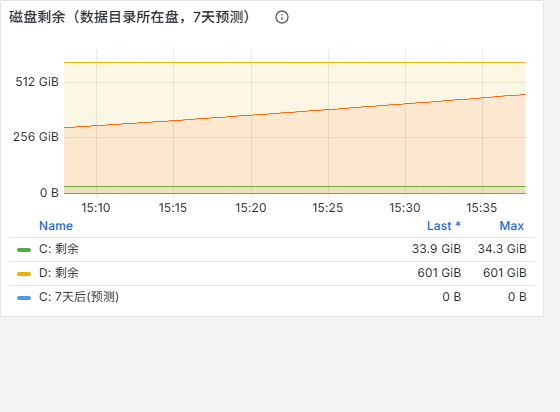 磁盘剩余（数据目录所在盘，7天预测）
512 GiB
256 GiB
0 B
15:10 15:15 15:20 15:25 15:30 15:35
Name Last * Max
C: 剩余 33.9 GiB 34.3 GiB
D: 剩余 601 GiB 601 GiB
C: 7天后(预测) 0 B 0 B